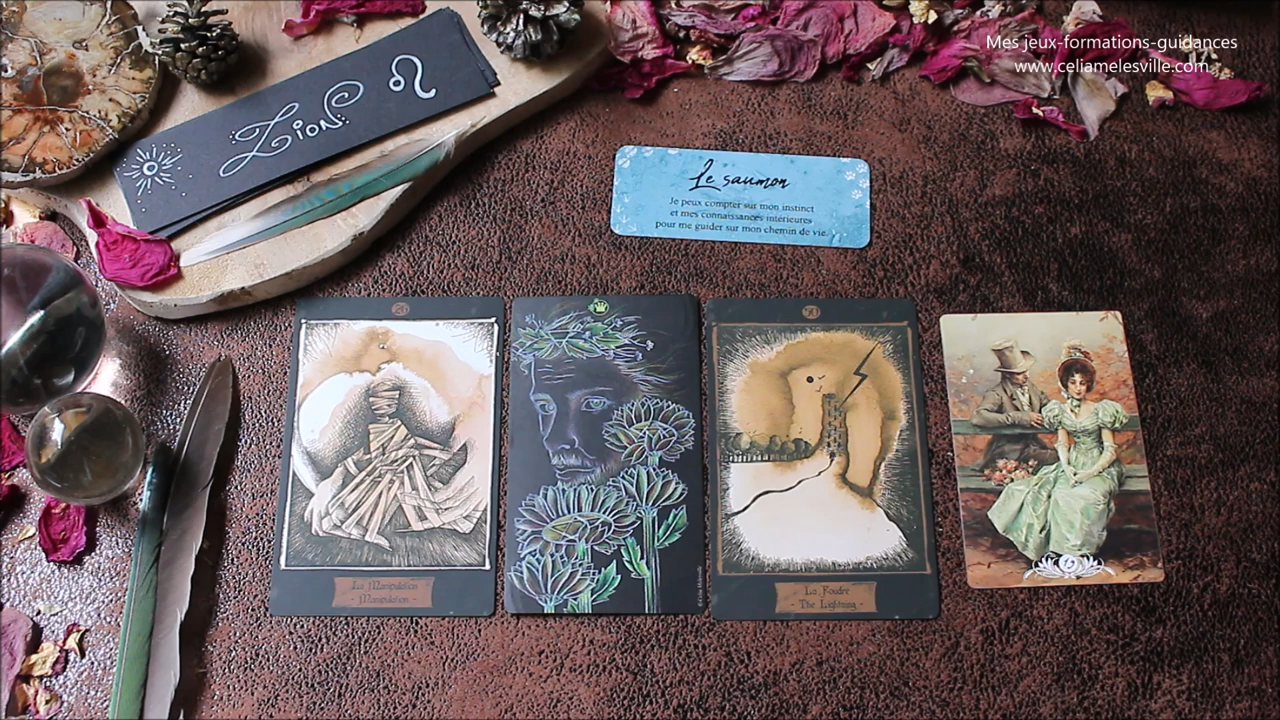 Mes jeux-formations-guidances
www.celiamelesville.com
Lion ♌
Le saumon
Je peux compter sur mon instinct
et mes connaissances intérieures
pour me guider sur mon chemin de vie.
La Manipulation
- Manipulation -
La Foudre
- The Lightning -